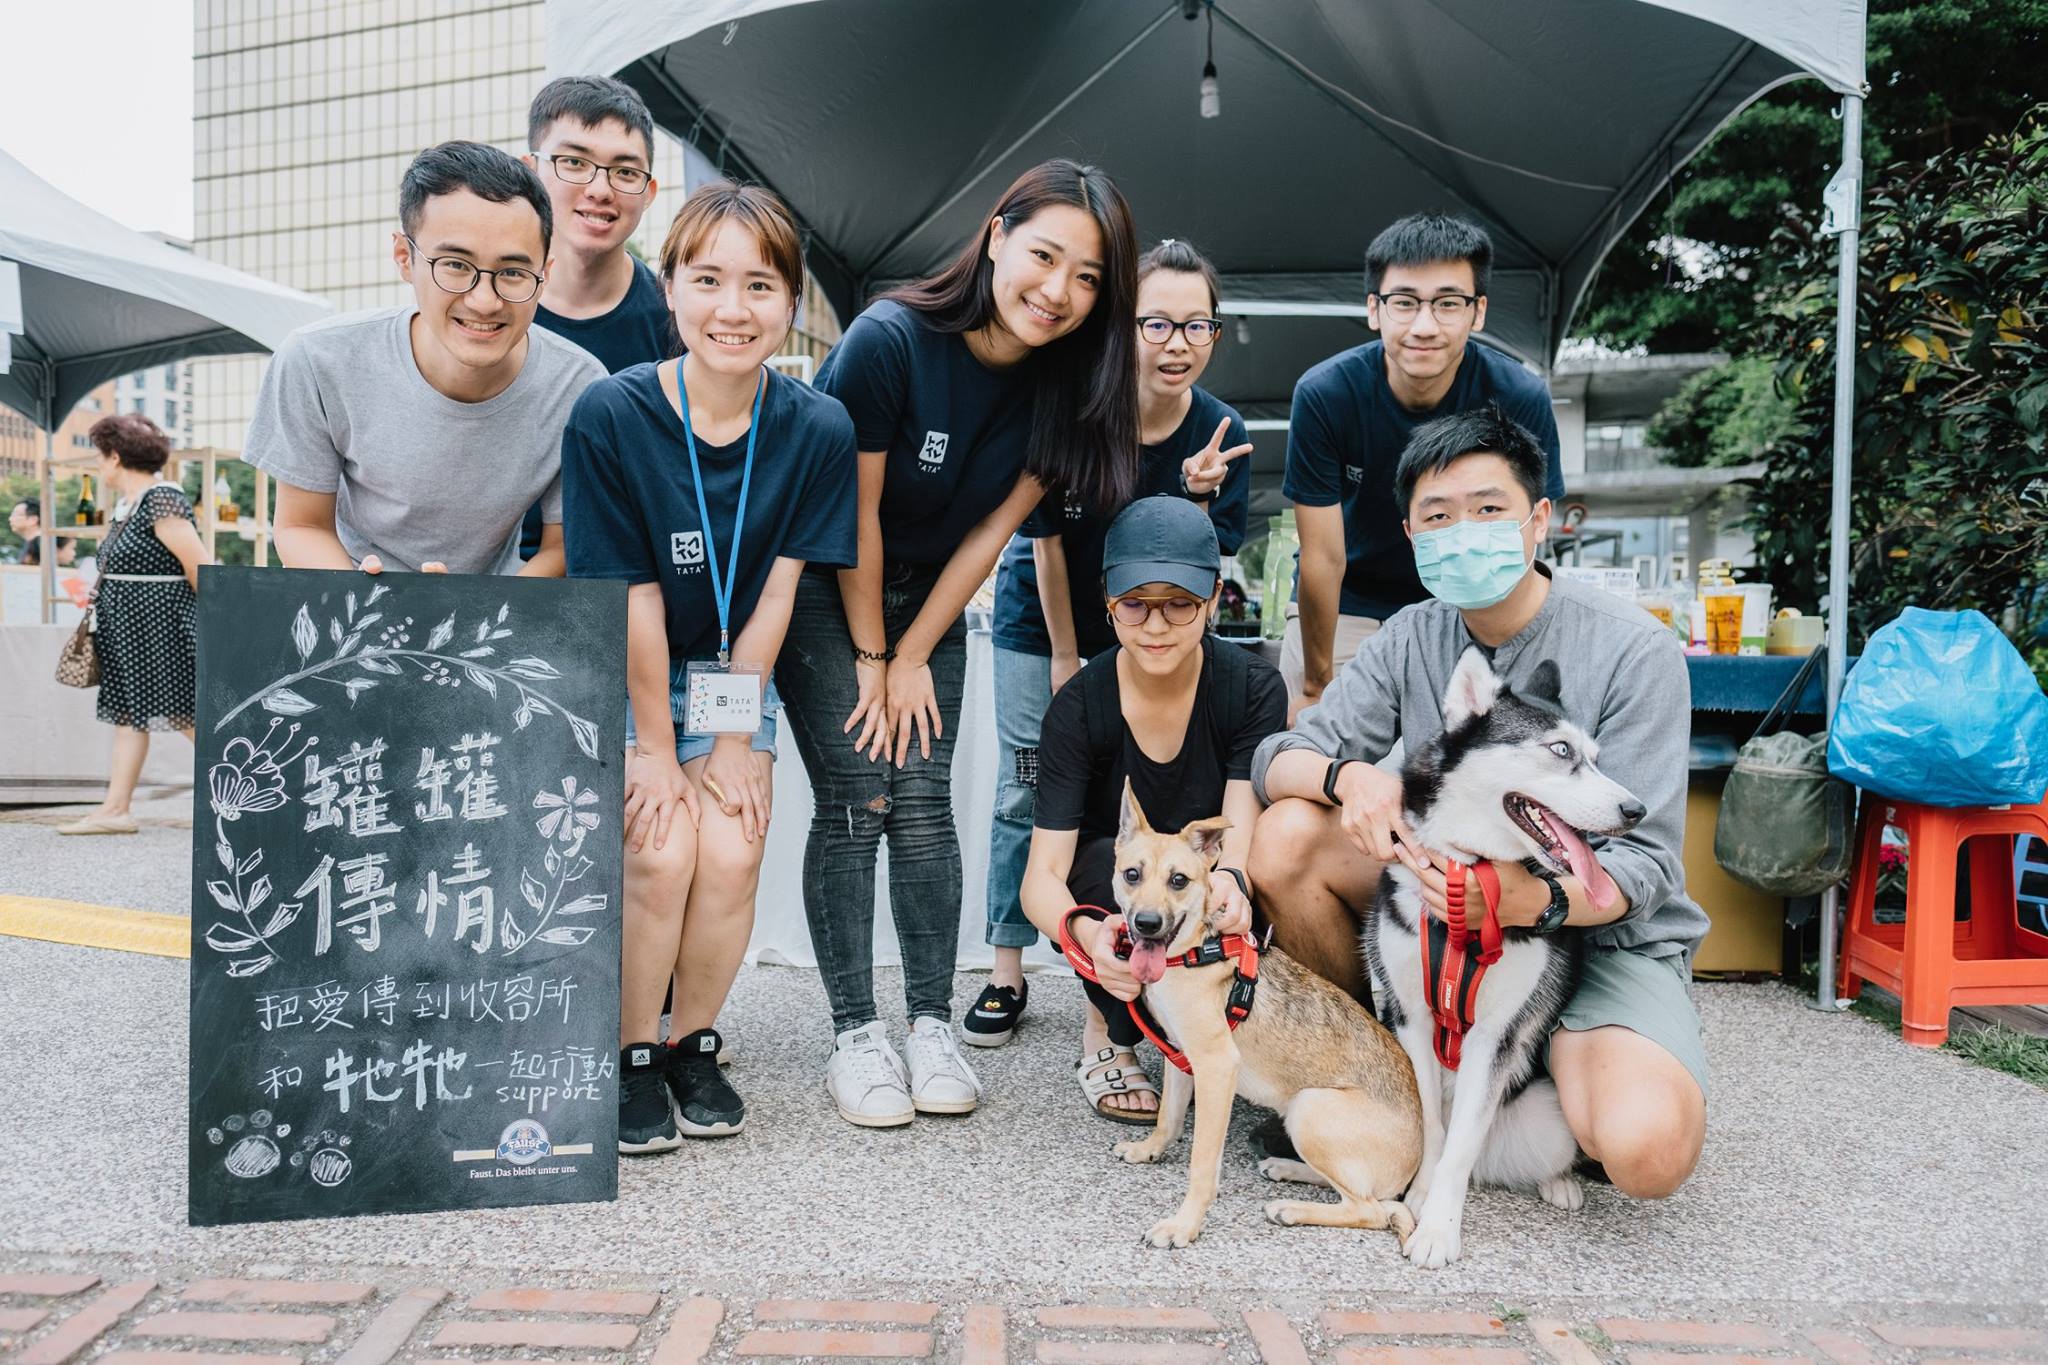 罐罐
傳情
把愛傳到收容所
和 牠牠 一起行動
support
FAUST
Faust. Das bleibt unter uns.
TATA
TATA
TATA